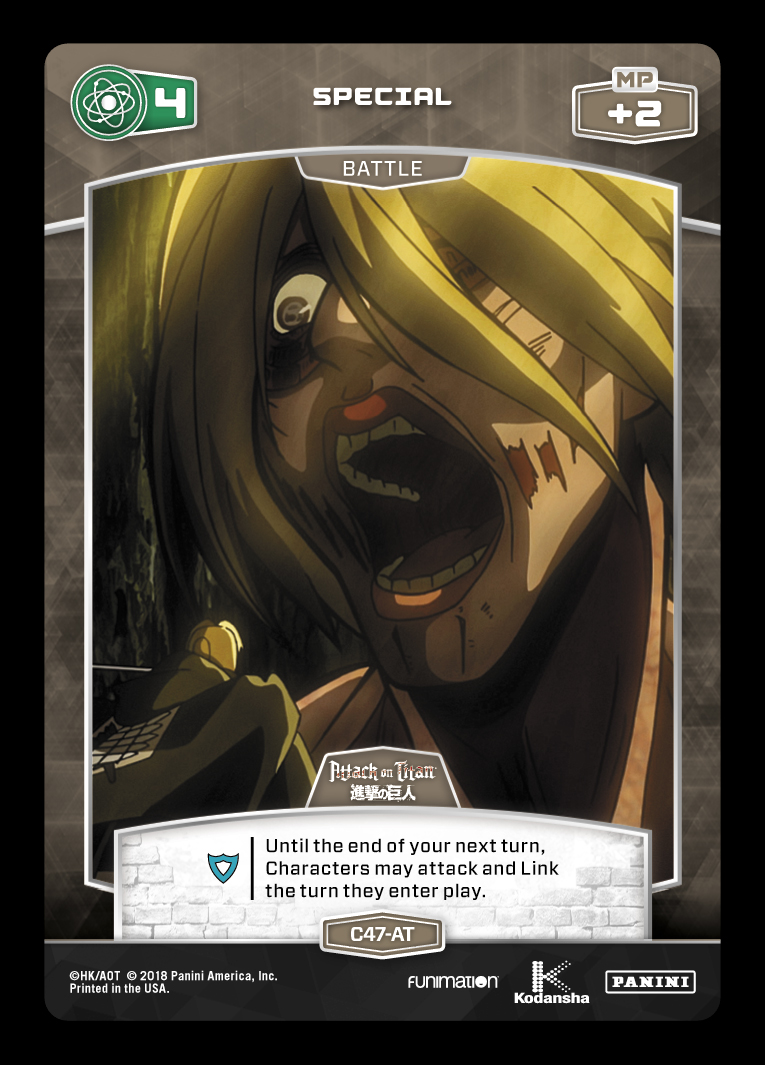 4
SPECIAL
MP
+2
BATTLE
Attack on Titan
進撃の巨人
Until the end of your next turn,
Characters may attack and Link
the turn they enter play.
C47-AT
©HK/AOT © 2018 Panini America, Inc.
Printed in the USA.
FUNIMATION
K
Kodansha
PANINI